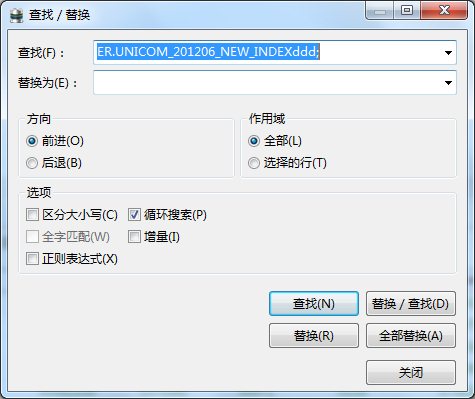 查找 / 替换
查找(F)： ER.UNICOM_201206_NEW_INDEXddd;
替换为(E)：
方向
前进(O)
后退(B)
作用域
全部(L)
选择的行(T)
选项
区分大小写(C) 循环搜索(P)
全字匹配(W) 增量(I)
正则表达式(X)
查找(N) 替换 / 查找(D)
替换(R) 全部替换(A)
关闭